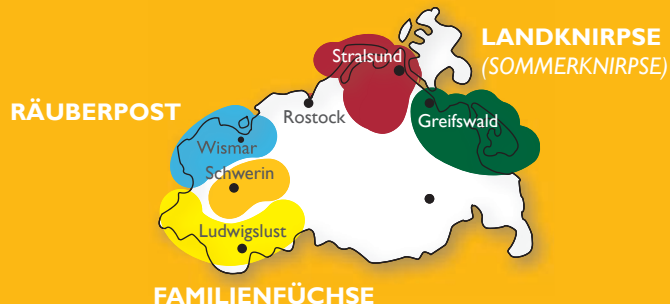 LANDKNIRPSE
(SOMMERKNIRPSE)
Stralsund
RÄUBERPOST
Rostock
Greifswald
Wismar
Schwerin
Ludwigslust
FAMILIENFÜCHSE